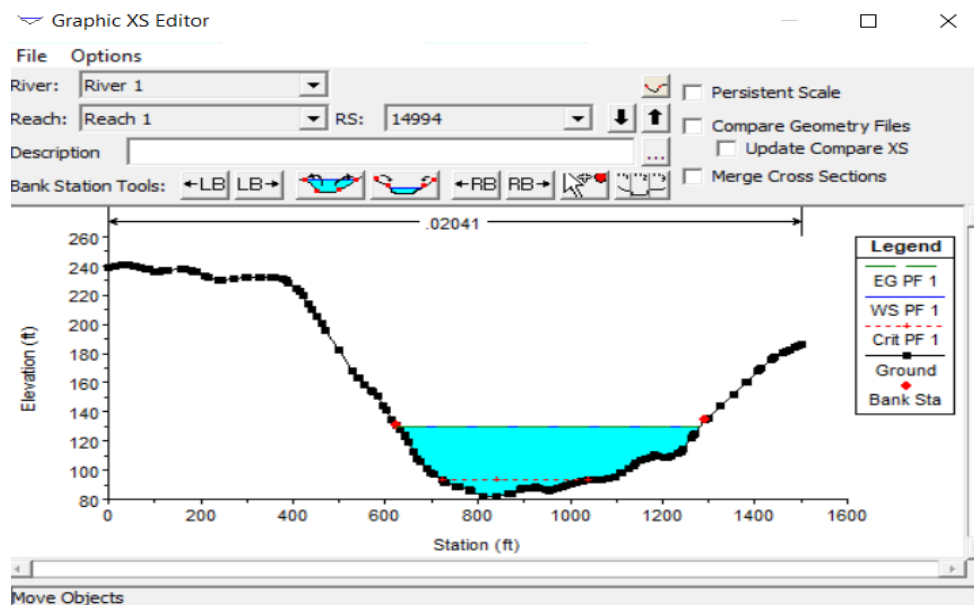 Graphic XS Editor
File Options
River: River 1
Reach: Reach 1 RS: 14994
Description ...
Bank Station Tools: ←LB LB→ ←RB RB→
Persistent Scale
Compare Geometry Files
Update Compare XS
Merge Cross Sections
.02041
260
240
220
200
180
160
140
120
100
80
0 200 400 600 800 1000 1200 1400 1600
Elevation (ft)
Station (ft)
Legend
EG PF 1
WS PF 1
Crit PF 1
Ground
Bank Sta
Move Objects